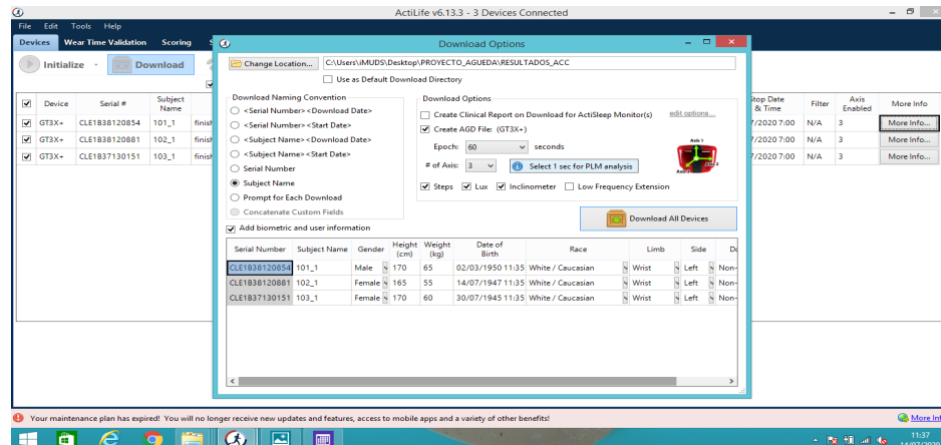 ActiLife v6.13.3 - 3 Devices Connected
File Edit Tools Help
Devices Wear Time Validation Scoring
Initialize Download
Download Options
Change Location... C:\Users\iMUDS\Desktop\PROYECTO_AGUEDA\RESULTADOS_ACC
Use as Default Download Directory
Download Naming Convention
<Serial Number> <Download Date>
<Serial Number> <Start Date>
<Subject Name> <Download Date>
<Subject Name> <Start Date>
Serial Number
Subject Name
Prompt for Each Download
Concatenate Custom Fields
Add biometric and user information
Download Options
Create Clinical Report on Download for ActiSleep Monitor(s) edit options...
Create AGD File: (GT3X+)
Epoch: 60 seconds
# of Axis: 3 Select 1 sec for PLM analysis
Axis 1
Steps Lux Inclinometer Low Frequency Extension
Download All Devices
Serial Number Subject Name Gender Height (cm) Weight (kg) Date of Birth Race Limb Side
CLE1B38120854 101_1 Male 170 65 02/03/1950 11:35 White / Caucasian Wrist Left Non-
CLE1B38120881 102_1 Female 165 55 14/07/1947 11:35 White / Caucasian Wrist Left Non-
CLE1B37130151 103_1 Female 170 60 30/07/1945 11:35 White / Caucasian Wrist Left Non-
Device Serial # Subject Name
GT3X+ CLE1B38120854 101_1 finish
GT3X+ CLE1B38120881 102_1 finish
GT3X+ CLE1B37130151 103_1 finish
Stop Date & Time Filter Axis Enabled More Info
7/2020 7:00 N/A 3 More Info...
7/2020 7:00 N/A 3 More Info...
7/2020 7:00 N/A 3 More Info...
Your maintenance plan has expired! You will no longer receive new updates and features, access to mobile apps and a variety of other benefits! More Inf
11:37
14/07/2020